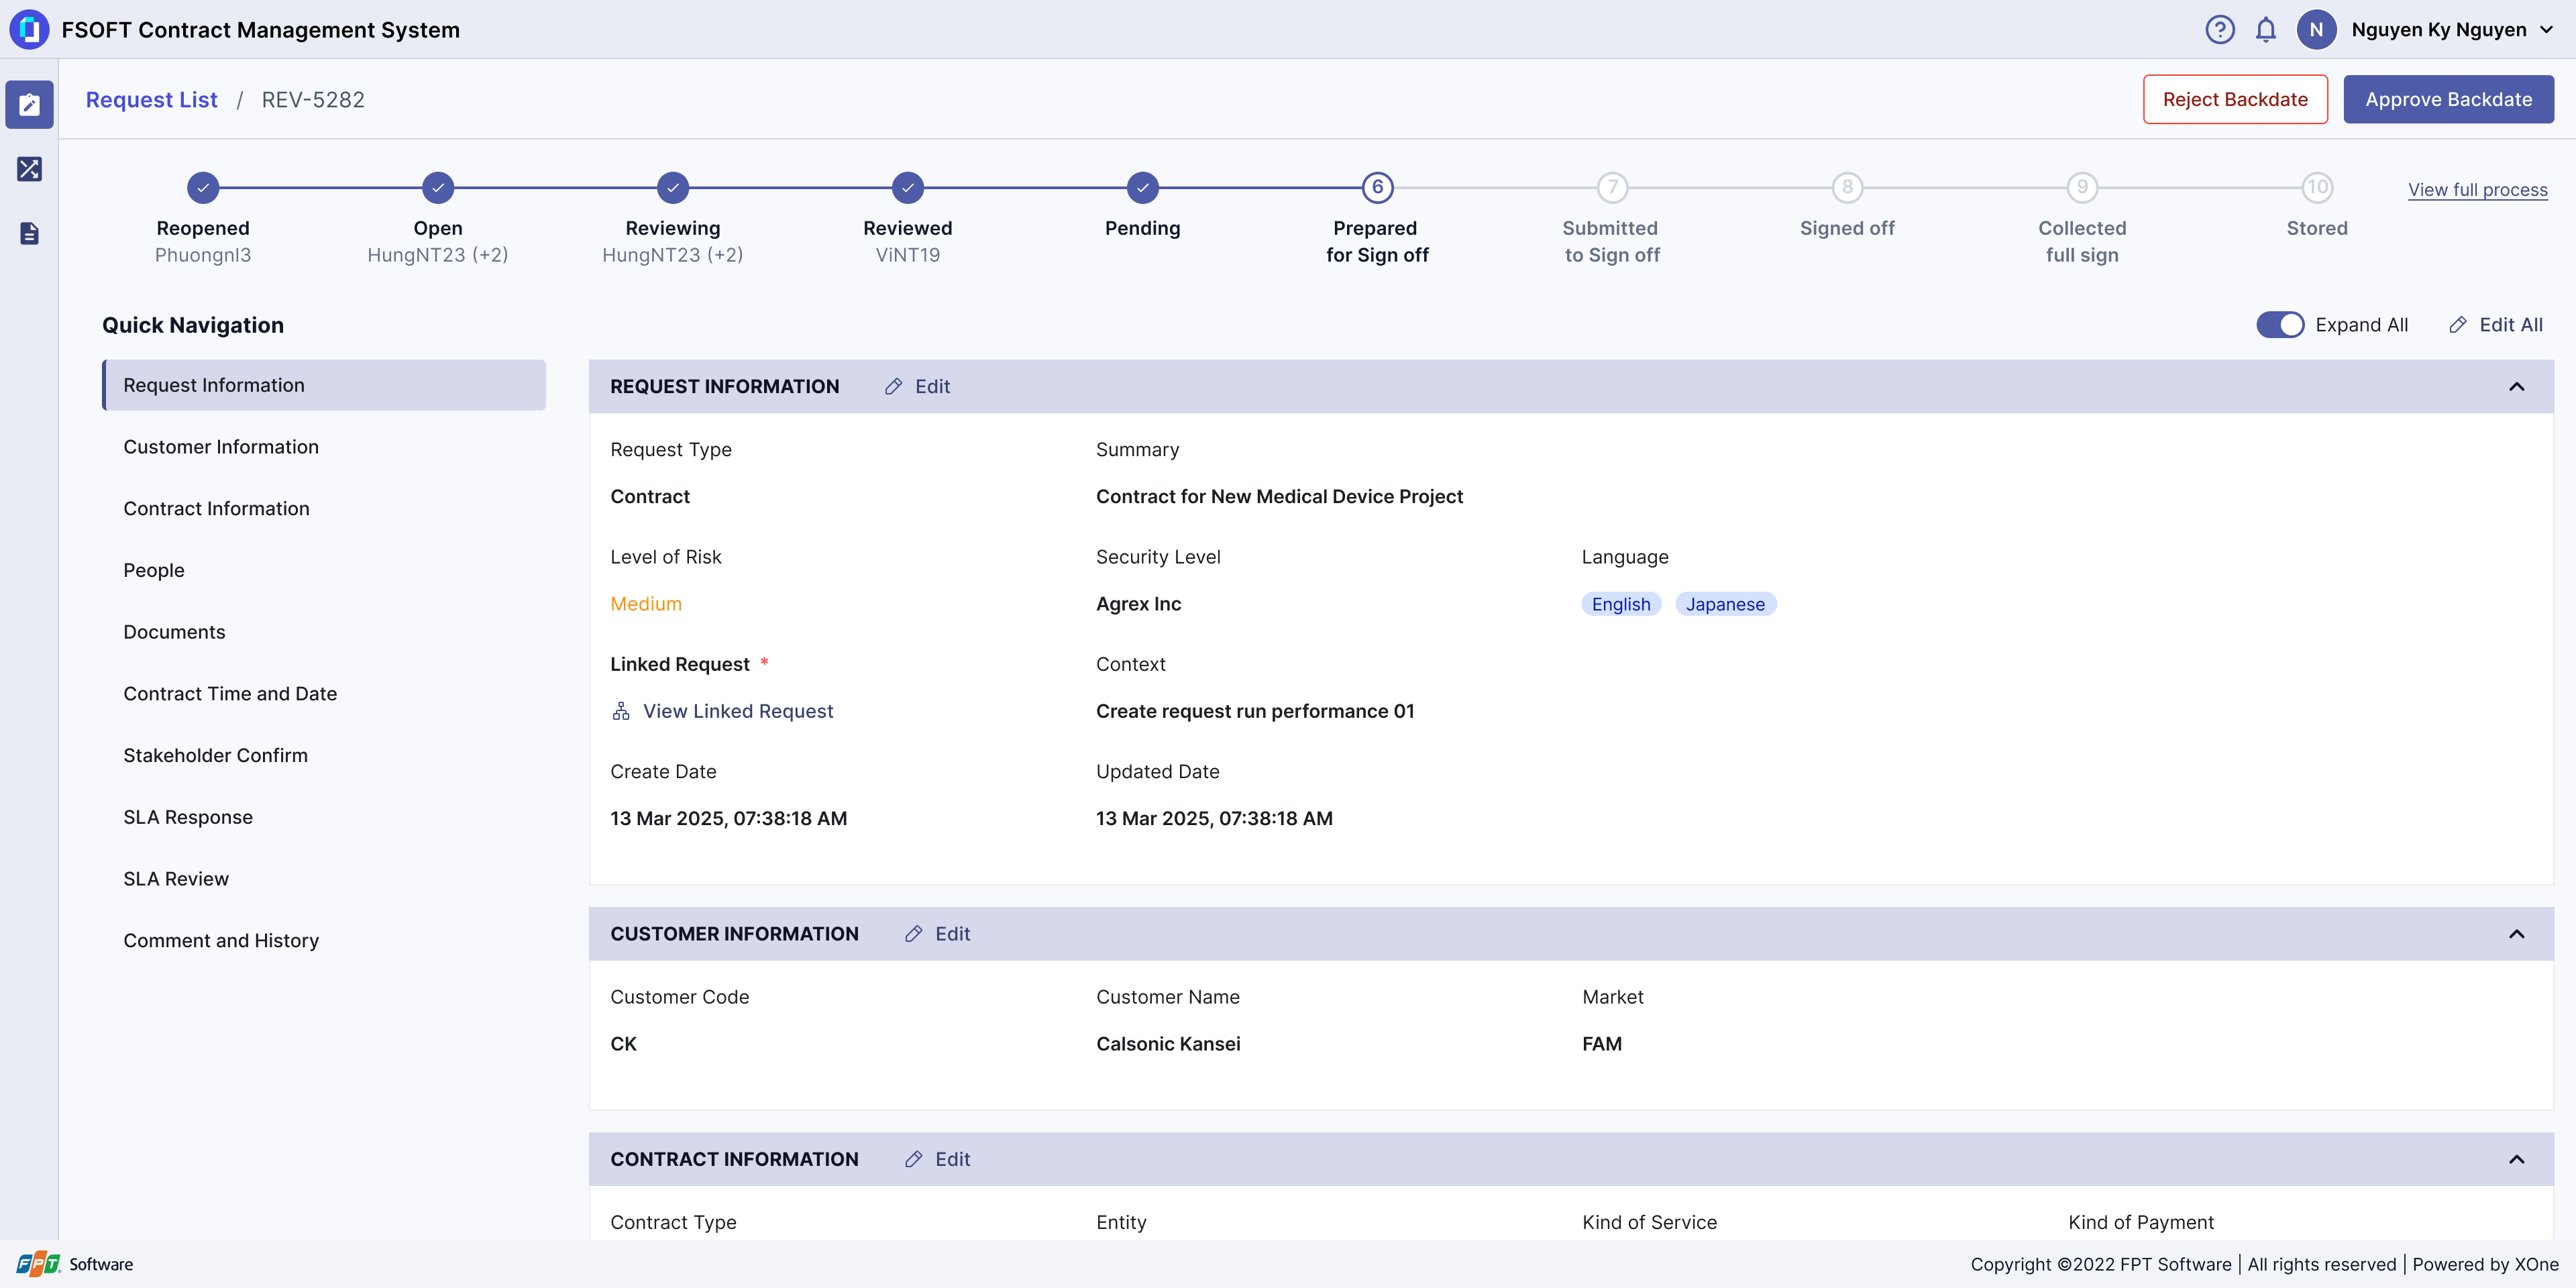 FSOFT Contract Management System
N
Nguyen Ky Nguyen
Request List / REV-5282
Reject Backdate
Approve Backdate
6
7
8
9
10
View full process
Reopened
Phuongnl3
Open
HungNT23 (+2)
Reviewing
HungNT23 (+2)
Reviewed
ViNT19
Pending
Prepared
for Sign off
Submitted
to Sign off
Signed off
Collected
full sign
Stored
Quick Navigation
Expand All
Edit All
Request Information
Customer Information
Contract Information
People
Documents
Contract Time and Date
Stakeholder Confirm
SLA Response
SLA Review
Comment and History
REQUEST INFORMATION
Edit
Request Type
Summary
Contract
Contract for New Medical Device Project
Level of Risk
Security Level
Language
Medium
Agrex Inc
English
Japanese
Linked Request *
Context
View Linked Request
Create request run performance 01
Create Date
Updated Date
13 Mar 2025, 07:38:18 AM
13 Mar 2025, 07:38:18 AM
CUSTOMER INFORMATION
Edit
Customer Code
Customer Name
Market
CK
Calsonic Kansei
FAM
CONTRACT INFORMATION
Edit
Contract Type
Entity
Kind of Service
Kind of Payment
FPT Software
Copyright ©2022 FPT Software | All rights reserved | Powered by XOne